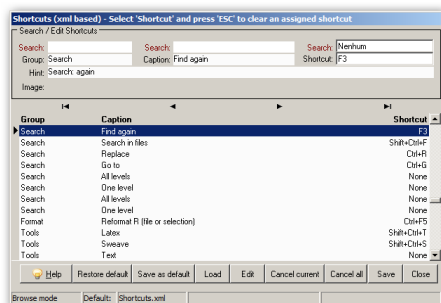 Shortcuts (xml based) - Select 'Shortcut' and press 'ESC' to clear an assigned shortcut
Search / Edit Shortcuts
Search: Search: Search: Nenhum
Group: Search Caption: Find again Shortcut: F3
Hint: Search: again
Image:
Group Caption Shortcut
Search Find again F3
Search Search in files Shift+Ctrl+F
Search Replace Ctrl+R
Search Go to Ctrl+G
Search All levels None
Search One level None
Search All levels None
Search One level None
Format Reformat R (file or selection) Ctrl+F5
Tools Latex Shift+Ctrl+T
Tools Sweave Shift+Ctrl+S
Tools Text None
Help Restore default Save as default Load Edit Cancel current Cancel all Save Close
Browse mode Default: Shortcuts.xml